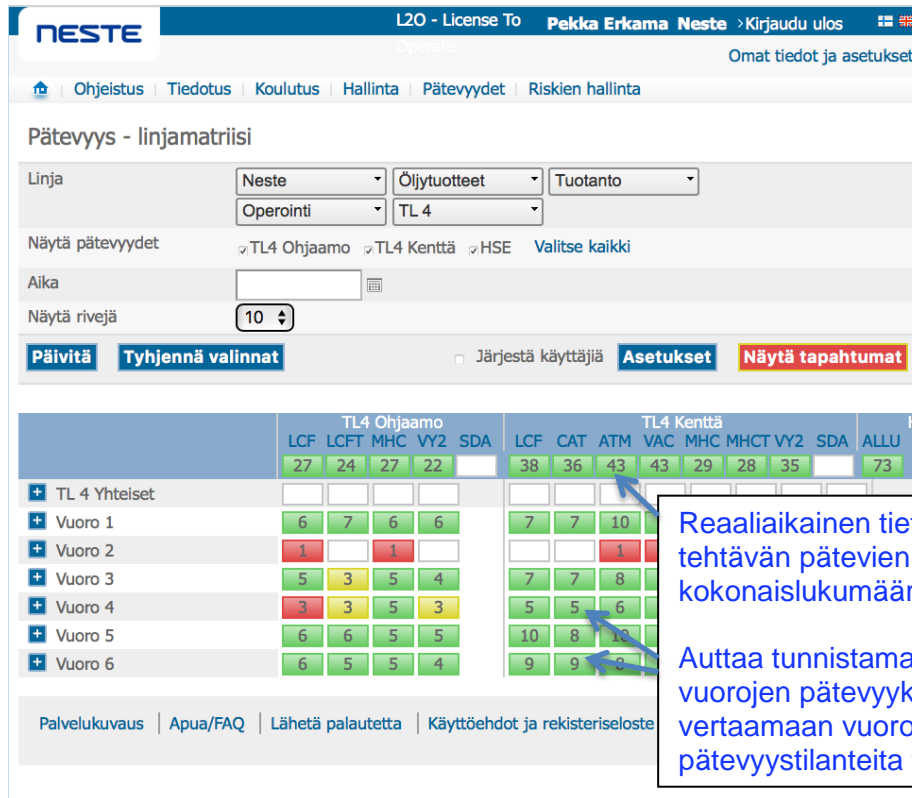 NESTE
L2O - License To
Operate
Pekka Erkama Neste >Kirjaudu ulos
Omat tiedot ja asetukset
Ohjeistus | Tiedotus | Koulutus | Hallinta | Pätevyydet | Riskien hallinta
Pätevyys - linjamatriisi
Linja Neste Öljytuotteet Tuotanto
Operointi TL 4
Näytä pätevyydet TL4 Ohjaamo TL4 Kenttä HSE Valitse kaikki
Aika
Näytä rivejä 10
Päivitä Tyhjennä valinnat Järjestä käyttäjiä Asetukset Näytä tapahtumat
TL4 Ohjaamo TL4 Kenttä
LCF LCFT MHC VY2 SDA LCF CAT ATM VAC MHC MHCT VY2 SDA ALLU
27 24 27 22 38 36 43 43 29 28 35 73
TL 4 Yhteiset
Vuoro 1 6 7 6 6 7 7 10
Vuoro 2 1 1 1
Vuoro 3 5 3 5 4 7 7 8
Vuoro 4 3 3 5 3 5 5 6
Vuoro 5 6 6 5 5 10 8
Vuoro 6 6 5 5 4 9 9 8
Reaaliaikainen tie
tehtävän pätevien
kokonaislukumäär
Auttaa tunnistama
vuorojen pätevyyk
vertaamaan vuoro
pätevyystilanteita
Palvelukuvaus | Apua/FAQ | Lähetä palautetta | Käyttöehdot ja rekisteriseloste